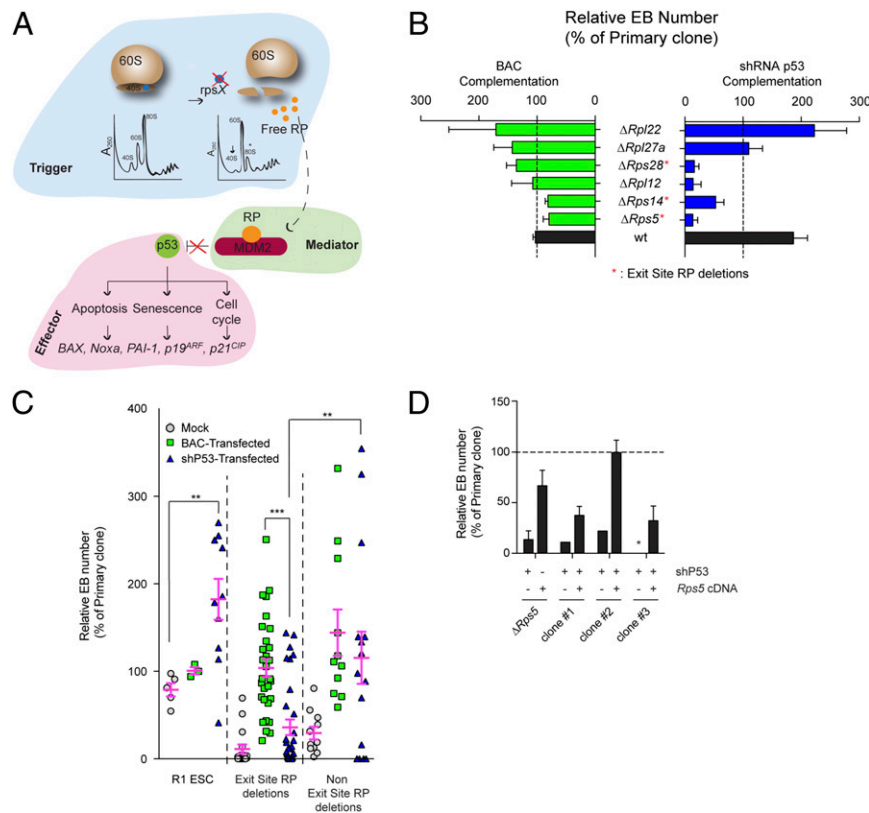 A
60S
40S
rpsX
60S
Free RP
A260
40S
60S
80S
A260
40S
60S
80S
*
Trigger
RP
MDM2
Mediator
p53
Apoptosis Senescence Cell
cycle
BAX, Noxa, PAI-1, p19ARF, p21CIP
Effector
B
Relative EB Number
(% of Primary clone)
BAC
Complementation
shRNA p53
Complementation
300 200 100 0
0 100 200 300
ΔRpl22
ΔRpl27a
ΔRps28*
ΔRpl12
ΔRps14*
ΔRps5*
wt
* : Exit Site RP deletions
C
Relative EB number
(% of Primary clone)
400
300
200
100
0
Mock
BAC-Transfected
shP53-Transfected
**
***
**
R1 ESC
Exit Site RP
deletions
Non
Exit Site RP
deletions
D
Relative EB number
(% of Primary clone)
150
100
50
0
*
+ - + + + + + + shP53
- + - + - + - + Rps5 cDNA
ΔRps5
clone #1
clone #2
clone #3